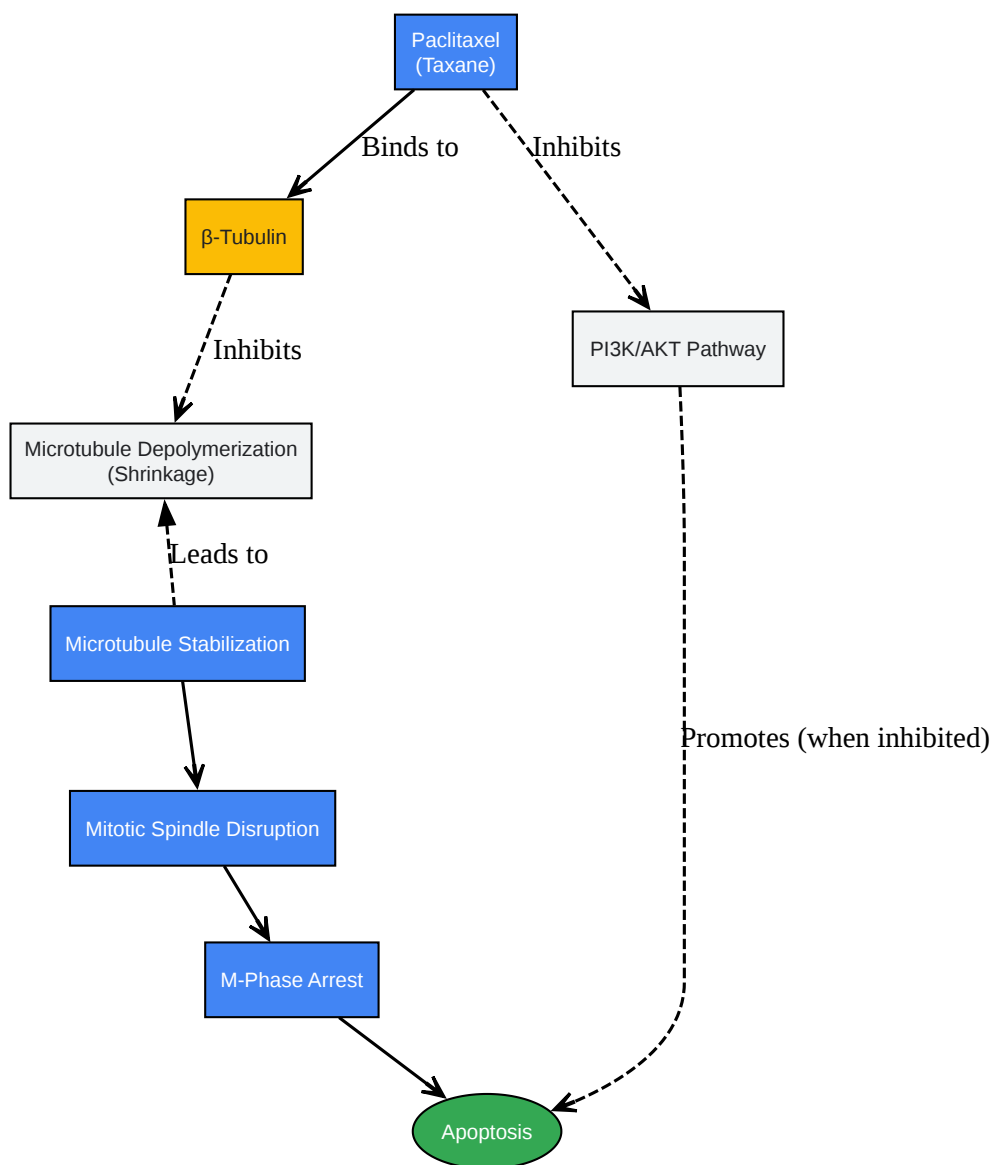 Paclitaxel
(Taxane)
Binds to
Inhibits
β-Tubulin
Inhibits
PI3K/AKT Pathway
Microtubule Depolymerization
(Shrinkage)
Leads to
Microtubule Stabilization
Promotes (when inhibited)
Mitotic Spindle Disruption
M-Phase Arrest
Apoptosis